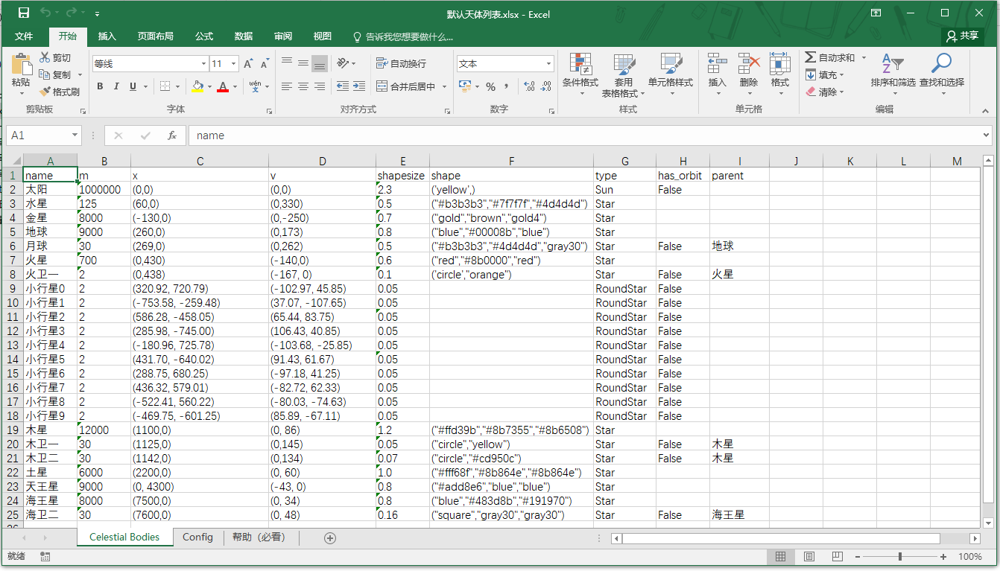 默认天体列表.xlsx - Excel
文件 开始 插入 页面布局 公式 数据 审阅 视图 告诉我您想要做什么... 共享
粘贴 剪切 复制 格式刷 剪贴板
等线 11 B I U wén 字体
自动换行 合并后居中 对齐方式
文本 % , .00 数字
条件格式 套用表格格式 单元格样式 样式
插入 删除 格式 单元格
Σ 自动求和 填充 清除 排序和筛选 查找和选择 编辑
A1 fx name
A B C D E F G H I J K L M
1 name m x v shapesize shape type has_orbit parent
2 太阳 1000000 (0,0) (0,0) 2.3 ('yellow',) Sun False
3 水星 125 (60,0) (0,330) 0.5 ("#b3b3b3","#7f7f7f","#4d4d4d") Star
4 金星 8000 (-130,0) (0,-250) 0.7 ("gold","brown","gold4") Star
5 地球 9000 (260,0) (0,173) 0.8 ("blue","#00008b","blue") Star
6 月球 30 (269,0) (0,262) 0.5 ("#b3b3b3","#4d4d4d","gray30") Star False 地球
7 火星 700 (0,430) (-140,0) 0.6 ("red","#8b0000","red") Star
8 火卫一 2 (0,438) (-167, 0) 0.1 ('circle',"orange") Star False 火星
9 小行星0 2 (320.92, 720.79) (-102.97, 45.85) 0.05 RoundStar False
10 小行星1 2 (-753.58, -259.48) (37.07, -107.65) 0.05 RoundStar False
11 小行星2 2 (586.28, -458.05) (65.44, 83.75) 0.05 RoundStar False
12 小行星3 2 (285.98, -745.00) (106.43, 40.85) 0.05 RoundStar False
13 小行星4 2 (-180.96, 725.78) (-103.68, -25.85) 0.05 RoundStar False
14 小行星5 2 (431.70, -640.02) (91.43, 61.67) 0.05 RoundStar False
15 小行星6 2 (288.75, 680.25) (-97.18, 41.25) 0.05 RoundStar False
16 小行星7 2 (436.32, 579.01) (-82.72, 62.33) 0.05 RoundStar False
17 小行星8 2 (-522.41, 560.22) (-80.03, -74.63) 0.05 RoundStar False
18 小行星9 2 (-469.75, -601.25) (85.89, -67.11) 0.05 RoundStar False
19 木星 12000 (1100,0) (0, 86) 1.2 ("#ffd39b","#8b7355","#8b6508") Star
20 木卫一 30 (1125,0) (0,145) 0.05 ("circle","yellow") Star False 木星
21 木卫二 30 (1142,0) (0,134) 0.07 ("circle","#cd950c") Star False 木星
22 土星 6000 (2200,0) (0, 60) 1.0 ("#fff68f","#8b864e","#8b864e") Star
23 天王星 9000 (0, 4300) (-43, 0) 0.8 ("#add8e6","blue","blue") Star
24 海王星 8000 (7500,0) (0, 34) 0.8 ("blue","#483d8b","#191970") Star
25 海卫二 30 (7600,0) (0, 48) 0.16 ("square","gray30","gray30") Star False 海王星
Celestial Bodies Config 帮助（必看）
就绪 100%